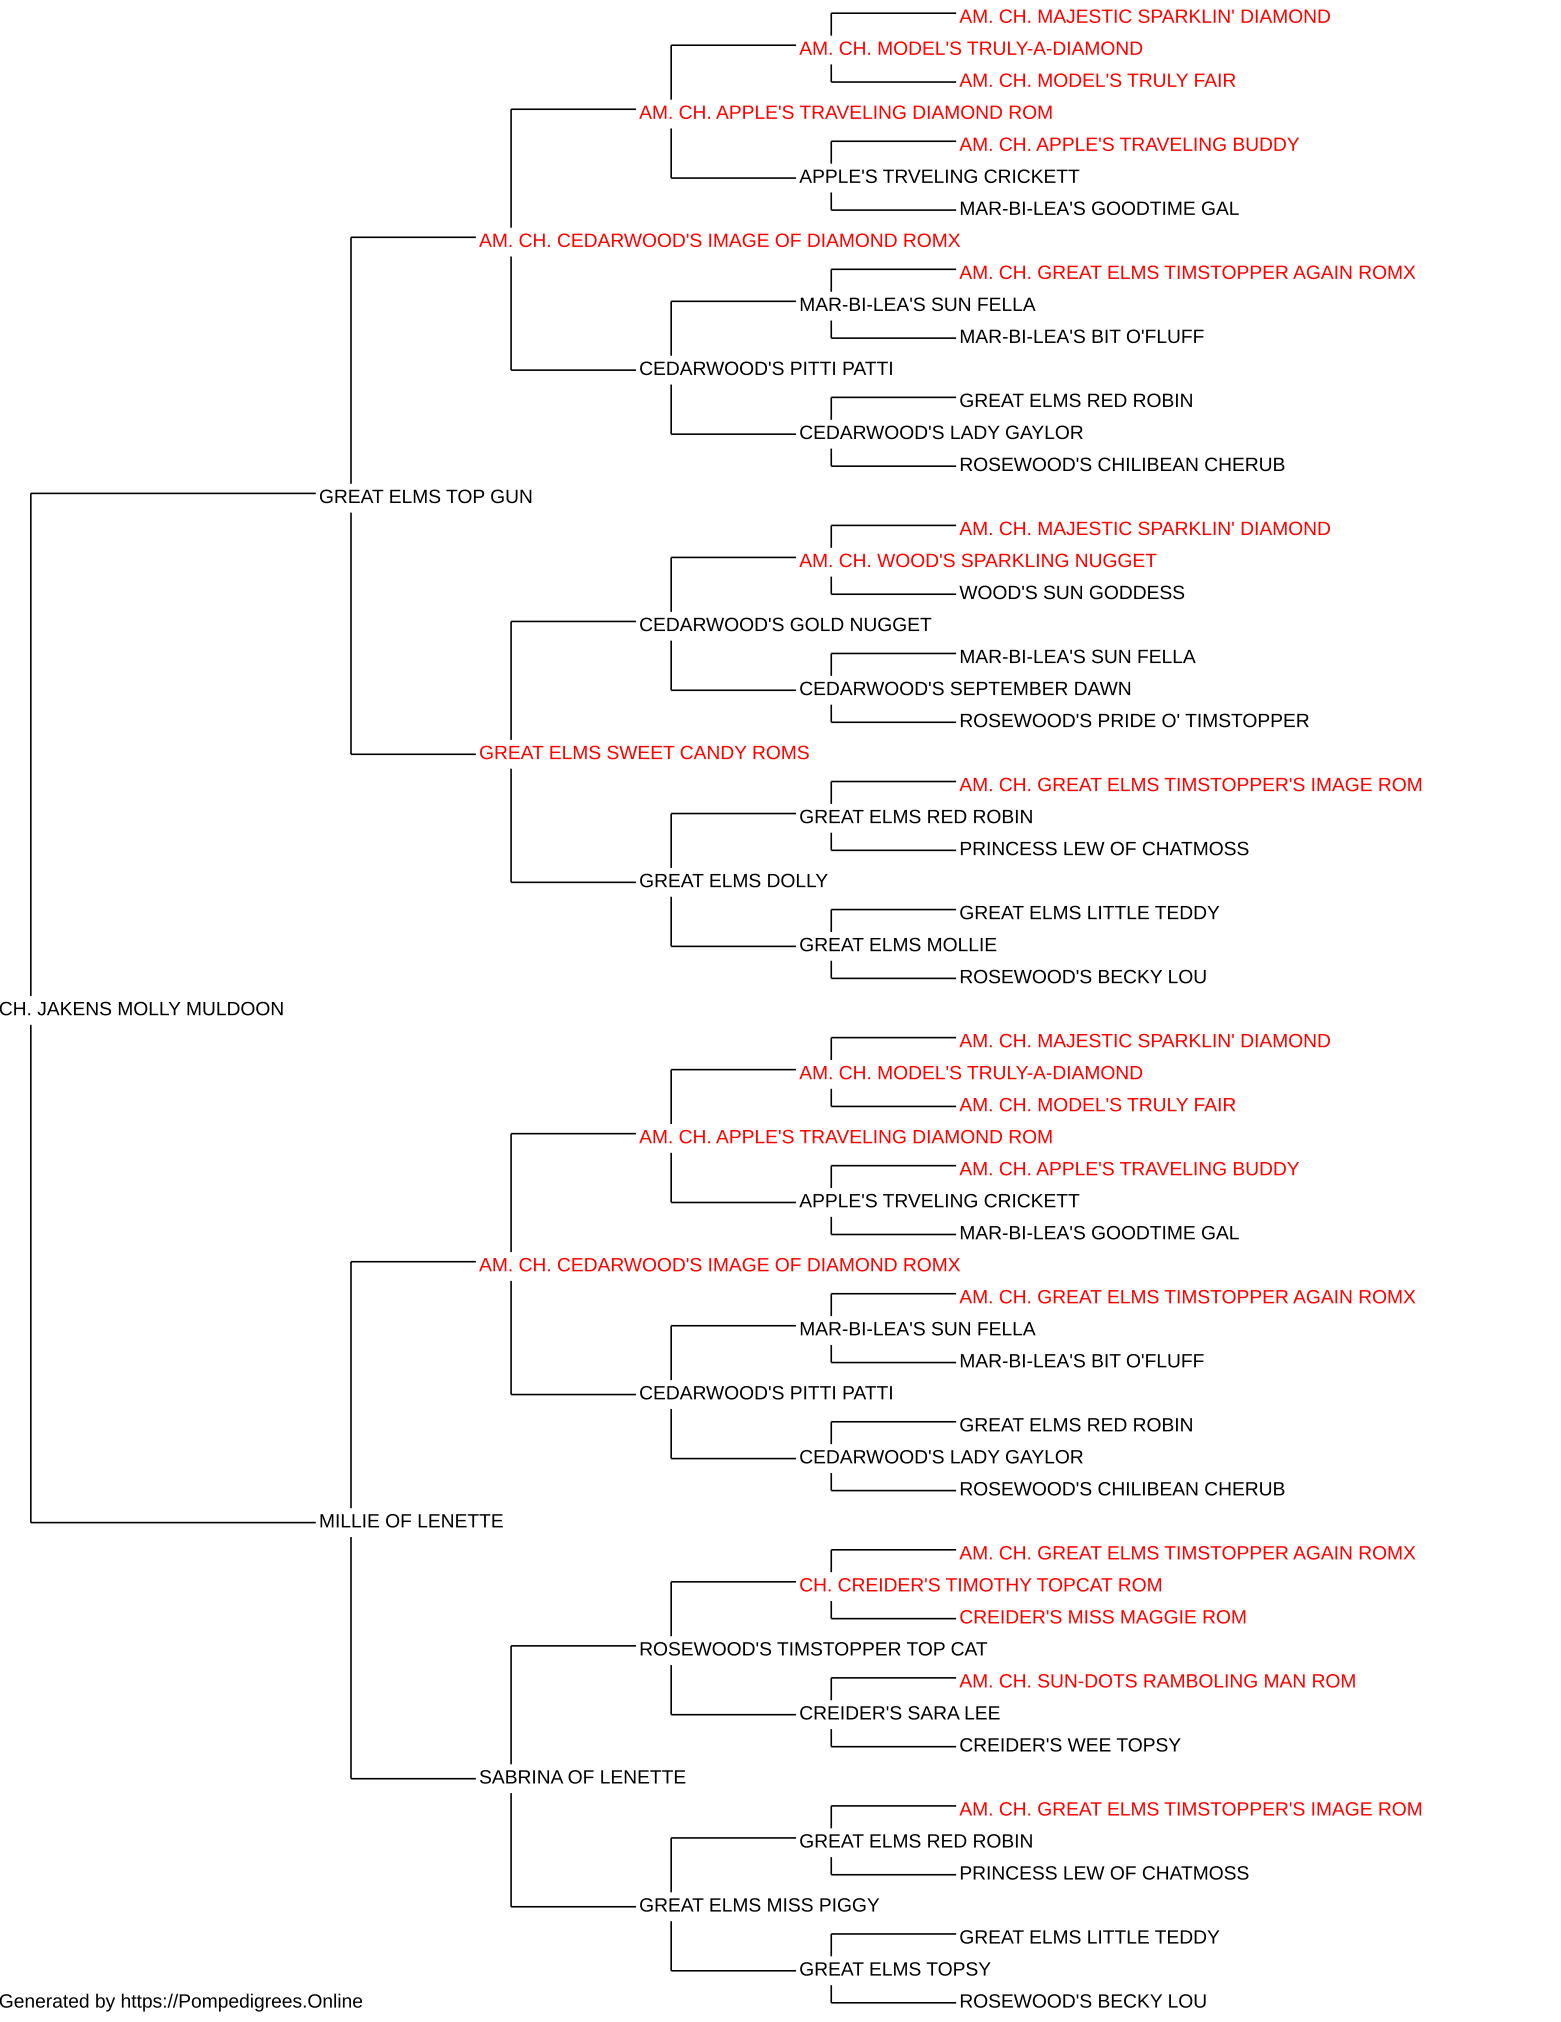 AM. CH. MAJESTIC SPARKLIN' DIAMOND
AM. CH. MODEL'S TRULY-A-DIAMOND
AM. CH. MODEL'S TRULY FAIR
AM. CH. APPLE'S TRAVELING DIAMOND ROM
AM. CH. APPLE'S TRAVELING BUDDY
APPLE'S TRVELING CRICKETT
MAR-BI-LEA'S GOODTIME GAL
AM. CH. CEDARWOOD'S IMAGE OF DIAMOND ROMX
AM. CH. GREAT ELMS TIMSTOPPER AGAIN ROMX
MAR-BI-LEA'S SUN FELLA
MAR-BI-LEA'S BIT O'FLUFF
CEDARWOOD'S PITTI PATTI
GREAT ELMS RED ROBIN
CEDARWOOD'S LADY GAYLOR
ROSEWOOD'S CHILIBEAN CHERUB
GREAT ELMS TOP GUN
AM. CH. MAJESTIC SPARKLIN' DIAMOND
AM. CH. WOOD'S SPARKLING NUGGET
WOOD'S SUN GODDESS
CEDARWOOD'S GOLD NUGGET
MAR-BI-LEA'S SUN FELLA
CEDARWOOD'S SEPTEMBER DAWN
ROSEWOOD'S PRIDE O' TIMSTOPPER
GREAT ELMS SWEET CANDY ROMS
AM. CH. GREAT ELMS TIMSTOPPER'S IMAGE ROM
GREAT ELMS RED ROBIN
PRINCESS LEW OF CHATMOSS
GREAT ELMS DOLLY
GREAT ELMS LITTLE TEDDY
GREAT ELMS MOLLIE
ROSEWOOD'S BECKY LOU
CH. JAKENS MOLLY MULDOON
AM. CH. MAJESTIC SPARKLIN' DIAMOND
AM. CH. MODEL'S TRULY-A-DIAMOND
AM. CH. MODEL'S TRULY FAIR
AM. CH. APPLE'S TRAVELING DIAMOND ROM
AM. CH. APPLE'S TRAVELING BUDDY
APPLE'S TRVELING CRICKETT
MAR-BI-LEA'S GOODTIME GAL
AM. CH. CEDARWOOD'S IMAGE OF DIAMOND ROMX
AM. CH. GREAT ELMS TIMSTOPPER AGAIN ROMX
MAR-BI-LEA'S SUN FELLA
MAR-BI-LEA'S BIT O'FLUFF
CEDARWOOD'S PITTI PATTI
GREAT ELMS RED ROBIN
CEDARWOOD'S LADY GAYLOR
ROSEWOOD'S CHILIBEAN CHERUB
MILLIE OF LENETTE
AM. CH. GREAT ELMS TIMSTOPPER AGAIN ROMX
CH. CREIDER'S TIMOTHY TOPCAT ROM
CREIDER'S MISS MAGGIE ROM
ROSEWOOD'S TIMSTOPPER TOP CAT
AM. CH. SUN-DOTS RAMBOLING MAN ROM
CREIDER'S SARA LEE
CREIDER'S WEE TOPSY
SABRINA OF LENETTE
AM. CH. GREAT ELMS TIMSTOPPER'S IMAGE ROM
GREAT ELMS RED ROBIN
PRINCESS LEW OF CHATMOSS
GREAT ELMS MISS PIGGY
GREAT ELMS LITTLE TEDDY
GREAT ELMS TOPSY
ROSEWOOD'S BECKY LOU
Generated by https://Pompedigrees.Online